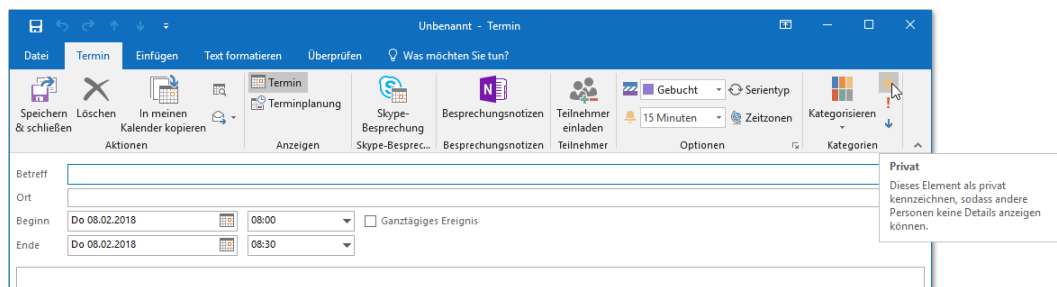 Unbenannt - Termin
Datei Termin Einfügen Text formatieren Überprüfen Was möchten Sie tun?
Speichern & schließen
Löschen
In meinen Kalender kopieren
Aktionen
Termin
Terminplanung
Anzeigen
Skype-Besprechung
Skype-Besprec...
Besprechungsnotizen
Besprechungsnotizen
Teilnehmer einladen
Teilnehmer
Gebucht
Serientyp
15 Minuten
Zeitzonen
Optionen
Kategorisieren
Kategorien
Privat
Dieses Element als privat
kennzeichnen, sodass andere
Personen keine Details anzeigen
können.
Betreff
Ort
Beginn Do 08.02.2018 08:00 Ganztägiges Ereignis
Ende Do 08.02.2018 08:30